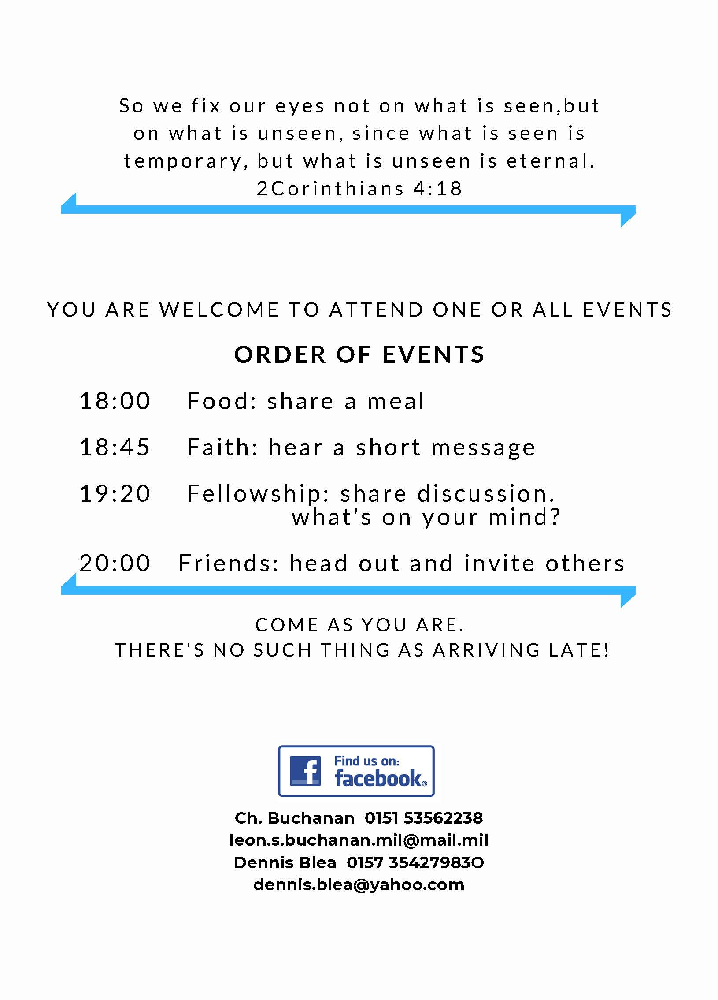 So we fix our eyes not on what is seen,but
on what is unseen, since what is seen is
temporary, but what is unseen is eternal.
2Corinthians 4:18
YOU ARE WELCOME TO ATTEND ONE OR ALL EVENTS
ORDER OF EVENTS
18:00 Food: share a meal
18:45 Faith: hear a short message
19:20 Fellowship: share discussion.
what's on your mind?
20:00 Friends: head out and invite others
COME AS YOU ARE.
THERE'S NO SUCH THING AS ARRIVING LATE!
f Find us on:
facebook®
Ch. Buchanan 0151 53562238
leon.s.buchanan.mil@mail.mil
Dennis Blea 0157 35427983O
dennis.blea@yahoo.com